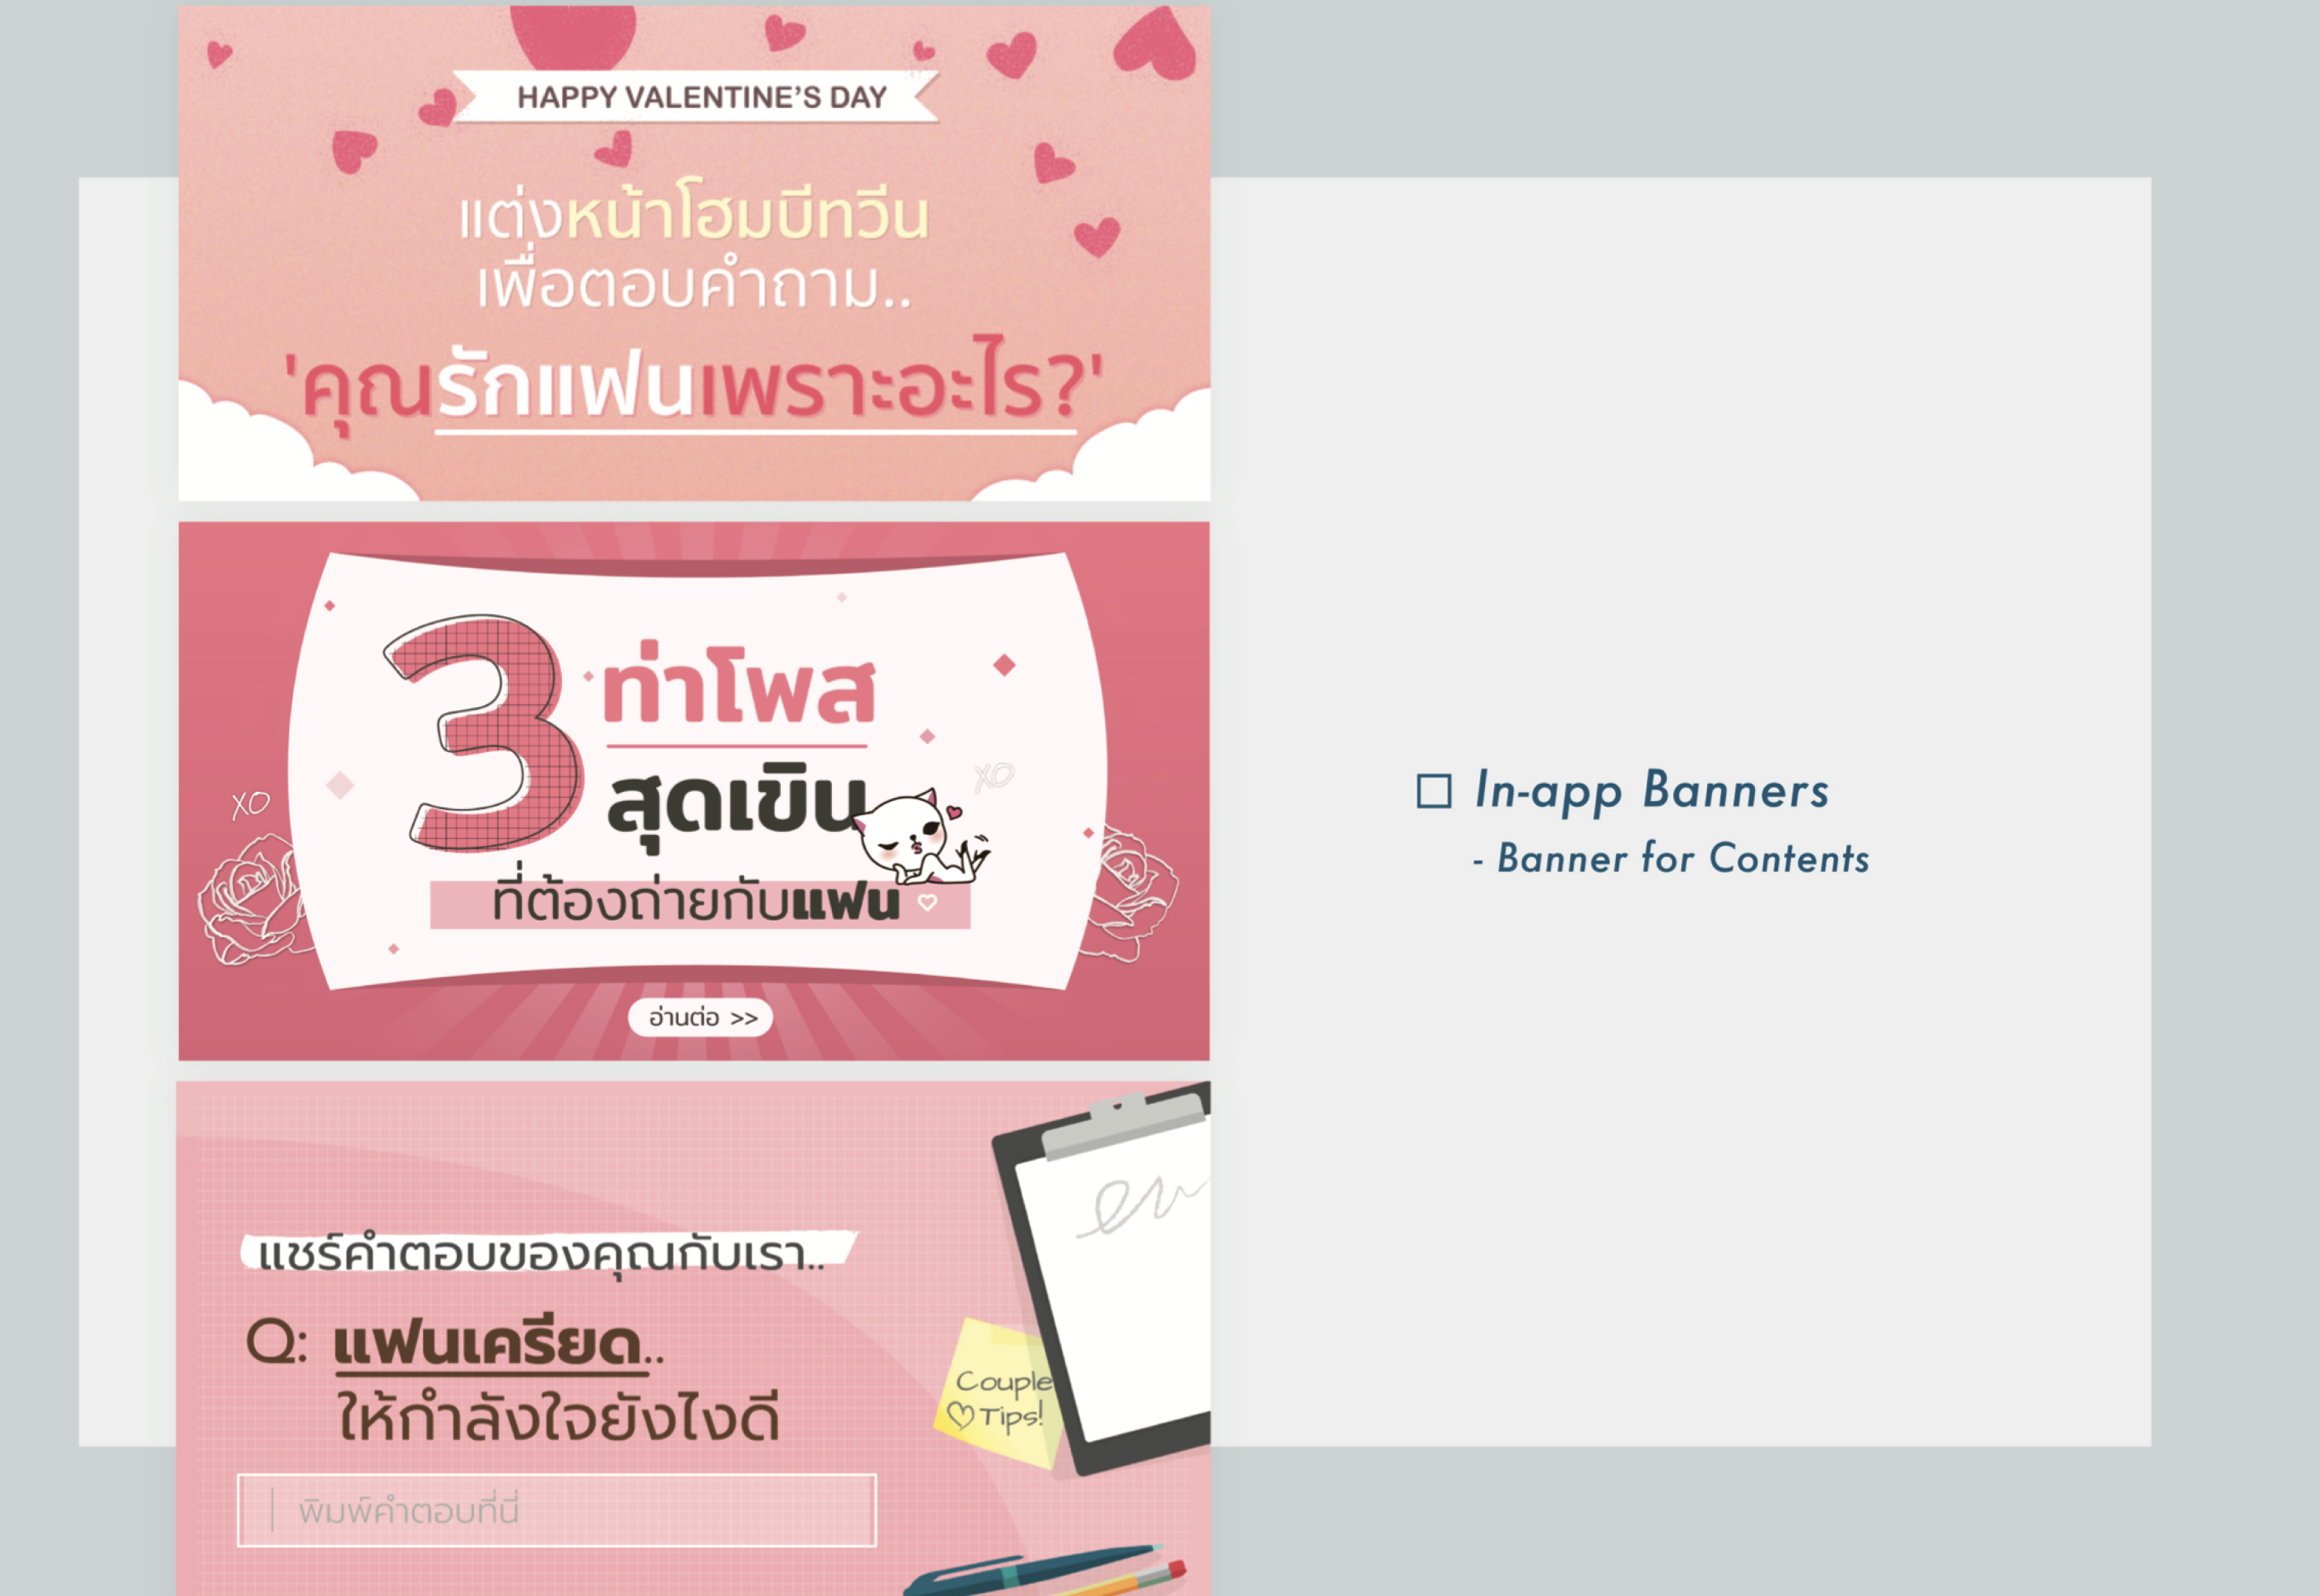 HAPPY VALENTINE'S DAY
แต่งหน้าโฮมบีทวีน
เพื่อตอบคำถาม..
'คุณรักแฟนเพราะอะไร?'
3 ท่าโพส
สุดเขิน
XO
XO
ที่ต้องถ่ายกับแฟน
อ่านต่อ >>
In-app Banners
- Banner for Contents
แชร์คำตอบของคุณกับเรา..
Q: แฟนเครียด..
ให้กำลังใจยังไงดี
พิมพ์คำตอบที่นี่
Couple
Tips!